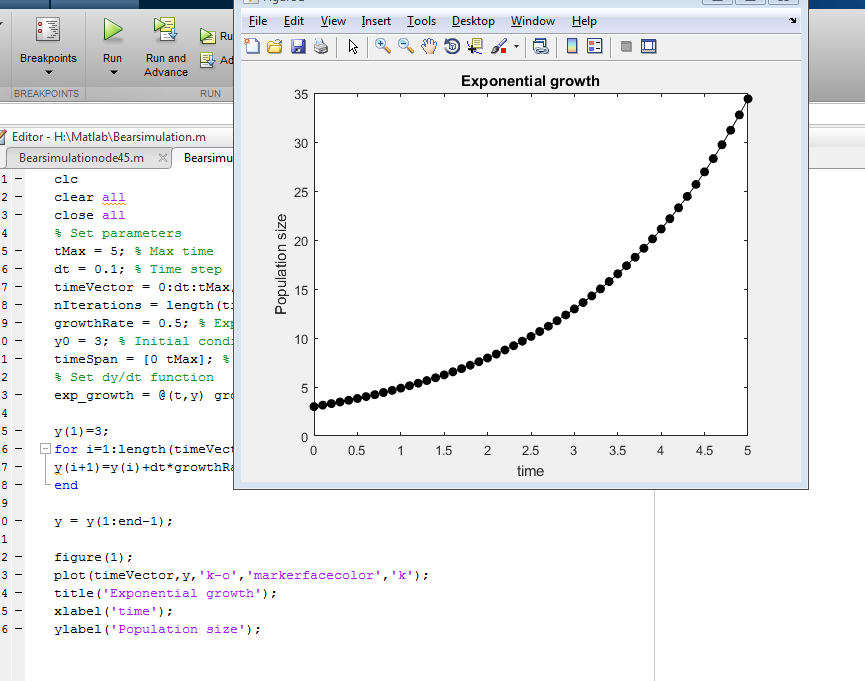 File Edit View Insert Tools Desktop Window Help
Breakpoints
Run
Run and
Advance
Ru
Ad
BREAKPOINTS
RUN
Editor - H:\Matlab\Bearsimulation.m
Bearsimulationode45.m
Bearsimu
1 clc
2 clear all
3 close all
4 % Set parameters
5 tMax = 5; % Max time
6 dt = 0.1; % Time step
7 timeVector = 0:dt:tMax
8 nIterations = length(ti
9 growthRate = 0.5; % Exp
0 y0 = 3; % Initial condi
1 timeSpan = [0 tMax]; %
2 % Set dy/dt function
3 exp_growth = @(t,y) gro
4
5 y(1)=3;
6 for i=1:length(timeVect
7 y(i+1)=y(i)+dt*growthRa
8 end
9
0 y = y(1:end-1);
1
2 figure(1);
3 plot(timeVector,y,'k-o','markerfacecolor','k');
4 title('Exponential growth');
5 xlabel('time');
6 ylabel('Population size');
Exponential growth
Population size
35
30
25
20
15
10
5
0
0 0.5 1 1.5 2 2.5 3 3.5 4 4.5 5
time